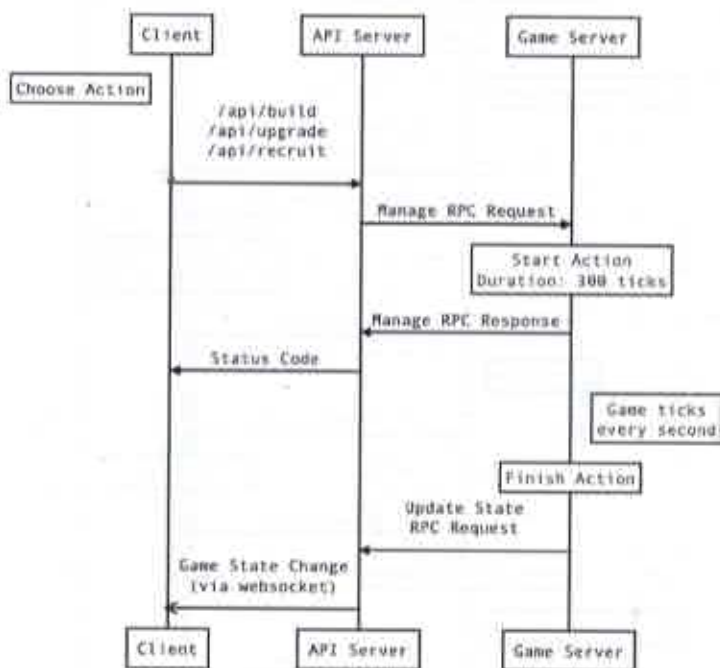 Client
API Server
Game Server
Choose Action
/api/build
/api/upgrade
/api/recruit
Manage RPC Request
Start Action
Duration: 300 ticks
Manage RPC Response
Status Code
Game ticks
every second
Finish Action
Update State
RPC Request
Game State Change
(via websocket)
Client
API Server
Game Server